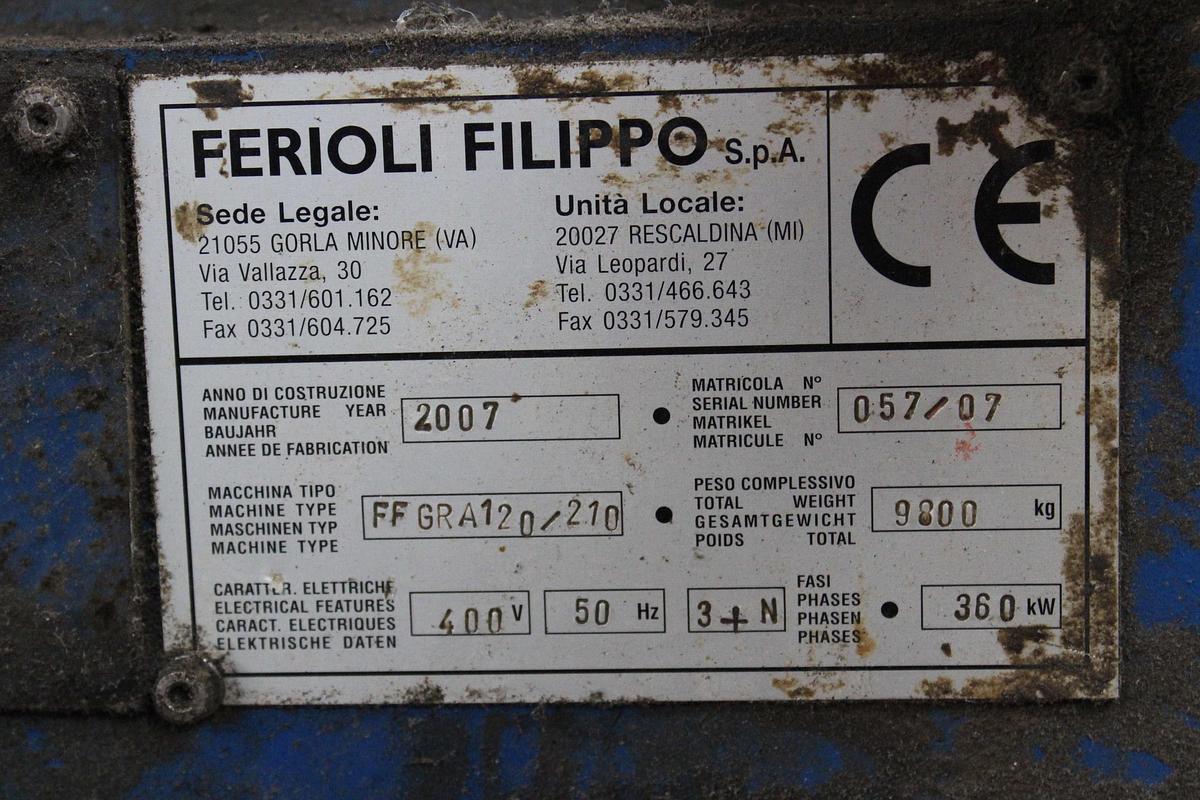 FERIOLI FILIPPO S.p.A.
Sede Legale:
21055 GORLA MINORE (VA)
Via Vallazza, 30
Tel. 0331/601.162
Fax 0331/604.725
Unità Locale:
20027 RESCALDINA (MI)
Via Leopardi, 27
Tel. 0331/466.643
Fax 0331/579.345
CE
ANNO DI COSTRUZIONE
MANUFACTURE YEAR
BAUJAHR
ANNEE DE FABRICATION
2007
MATRICOLA N°
SERIAL NUMBER
MATRIKEL
MATRICULE N°
057/07
MACCHINA TIPO
MACHINE TYPE
MASCHINEN TYP
MACHINE TYPE
FFGRA120/210
PESO COMPLESSIVO
TOTAL WEIGHT
GESAMTGEWICHT
POIDS TOTAL
9800 kg
CARATTER. ELETTRICHE
ELECTRICAL FEATURES
CARACT. ELECTRIQUES
ELEKTRISCHE DATEN
400 V
50 Hz
3+N
FASI
PHASES
PHASEN
PHASES
360 kW